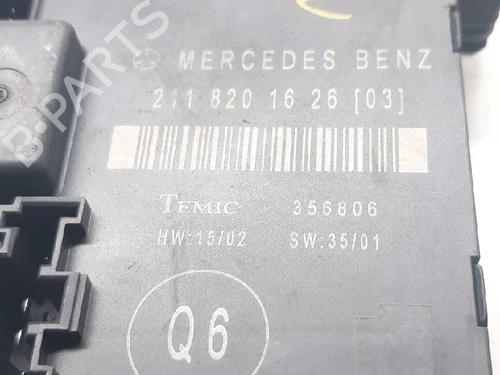 MERCEDES BENZ
211 820 16 26 [03]
TEMIC 356806
HW:15/02 SW:35/01
Q6
B-PARTS